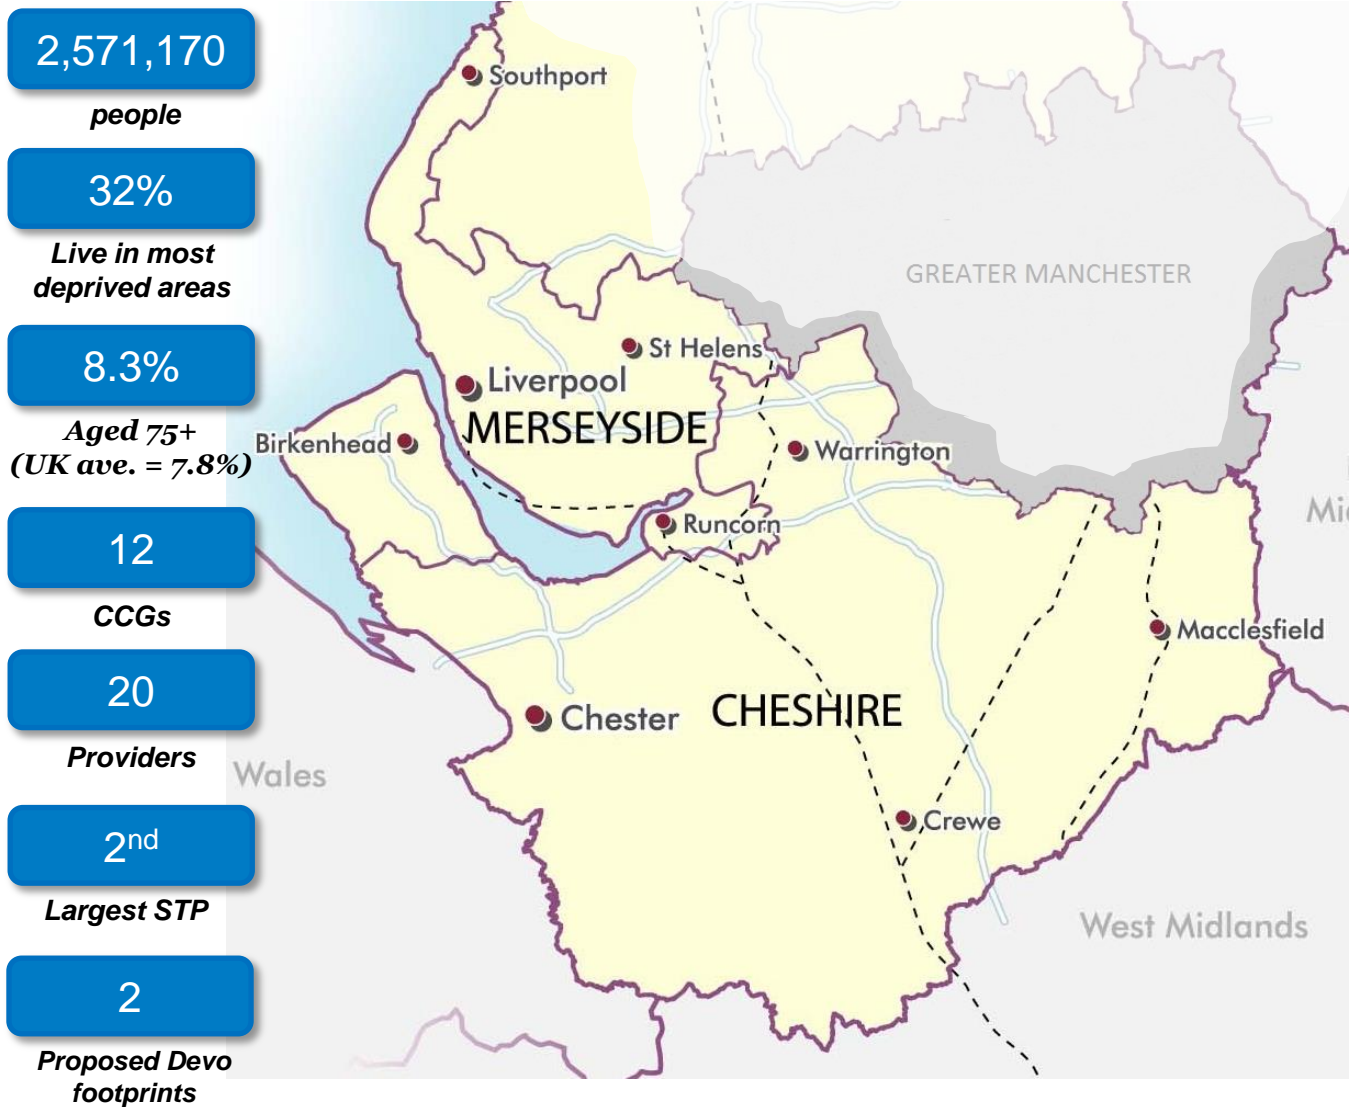 2,571,170
people
32%
Live in most
deprived areas
8.3%
Aged 75+
(UK ave. = 7.8%)
12
CCGs
20
Providers
2nd
Largest STP
2
Proposed Devo
footprints
Southport
GREATER MANCHESTER
St Helens
Liverpool
MERSEYSIDE
Birkenhead
Warrington
Runcorn
Mi
Macclesfield
CHESHIRE
Chester
Wales
Crewe
West Midlands